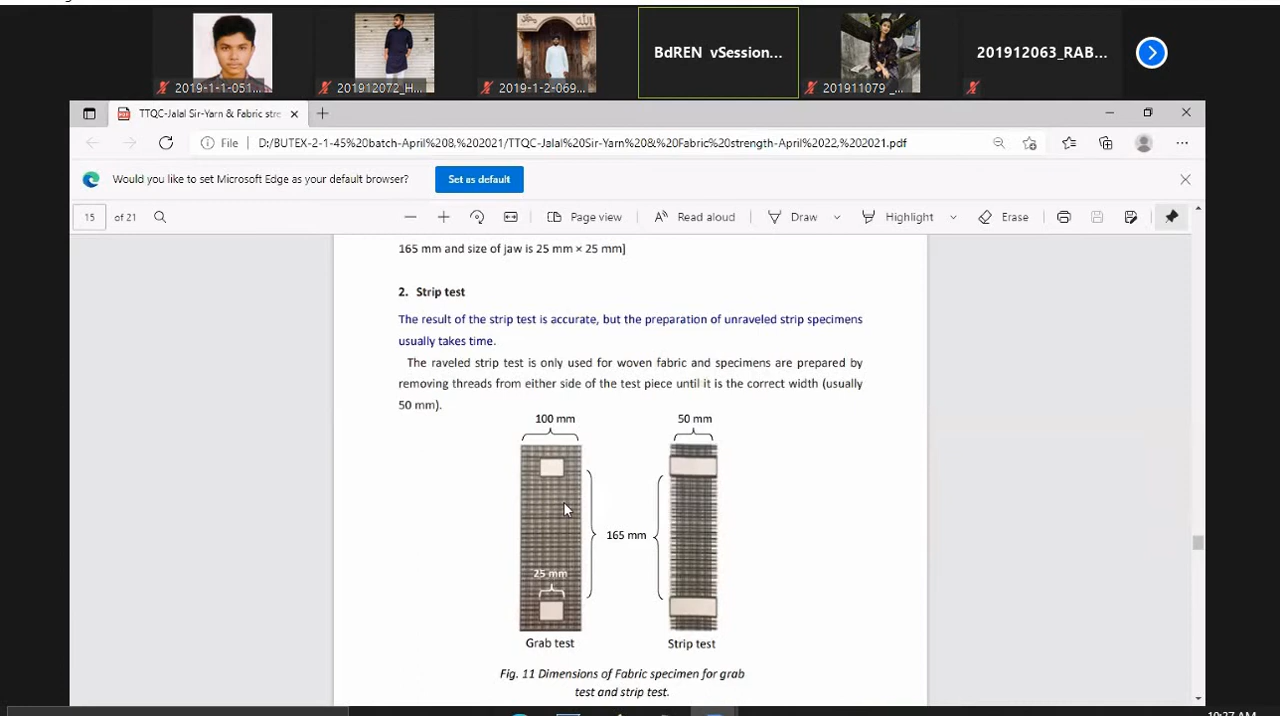 BdREN vSession...
201912063_RAB...
2019-1-1-051...
201912072_H...
2019-1-2-069...
201911079 _...
TTQC-Jalal Sir-Yarn & Fabric stre
File
D:/BUTEX-2-1-45%20batch-April%208,%202021/TTQC-Jalal%20Sir-Yarn%20&%20Fabric%20strength-April%2022,%202021.pdf
Would you like to set Microsoft Edge as your default browser?
Set as default
15 of 21
Page view
Read aloud
Draw
Highlight
Erase
165 mm and size of jaw is 25 mm × 25 mm]
2. Strip test
The result of the strip test is accurate, but the preparation of unraveled strip specimens
usually takes time.
The raveled strip test is only used for woven fabric and specimens are prepared by
removing threads from either side of the test piece until it is the correct width (usually
50 mm).
100 mm
50 mm
165 mm
25 mm
Grab test
Strip test
Fig. 11 Dimensions of Fabric specimen for grab
test and strip test.